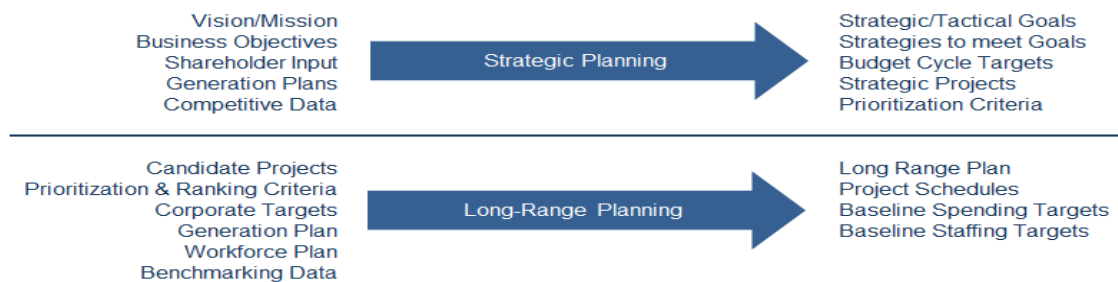 Vision/Mission
Business Objectives
Shareholder Input
Generation Plans
Competitive Data
Strategic Planning
Strategic/Tactical Goals
Strategies to meet Goals
Budget Cycle Targets
Strategic Projects
Prioritization Criteria
Candidate Projects
Prioritization & Ranking Criteria
Corporate Targets
Generation Plan
Workforce Plan
Benchmarking Data
Long-Range Planning
Long Range Plan
Project Schedules
Baseline Spending Targets
Baseline Staffing Targets